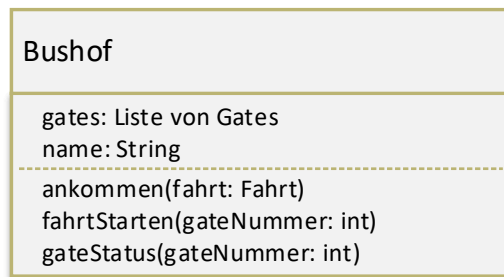 Bushof
gates: Liste von Gates
name: String
ankommen(fahrt: Fahrt)
fahrtStarten(gateNummer: int)
gateStatus(gateNummer: int)